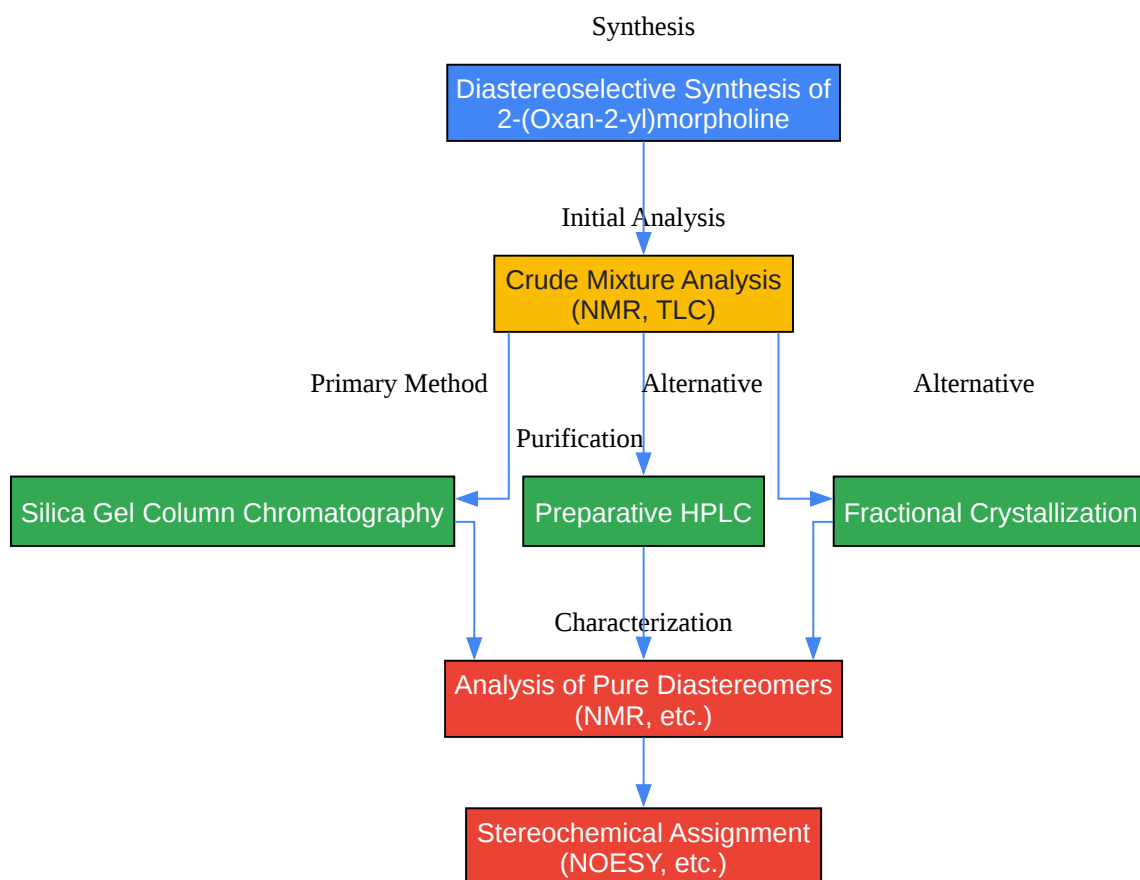 Synthesis
Diastereoselective Synthesis of
2-(Oxan-2-yl)morpholine
Initial Analysis
Crude Mixture Analysis
(NMR, TLC)
Primary Method
Alternative
Alternative
Purification
Silica Gel Column Chromatography
Preparative HPLC
Fractional Crystallization
Characterization
Analysis of Pure Diastereomers
(NMR, etc.)
Stereochemical Assignment
(NOESY, etc.)